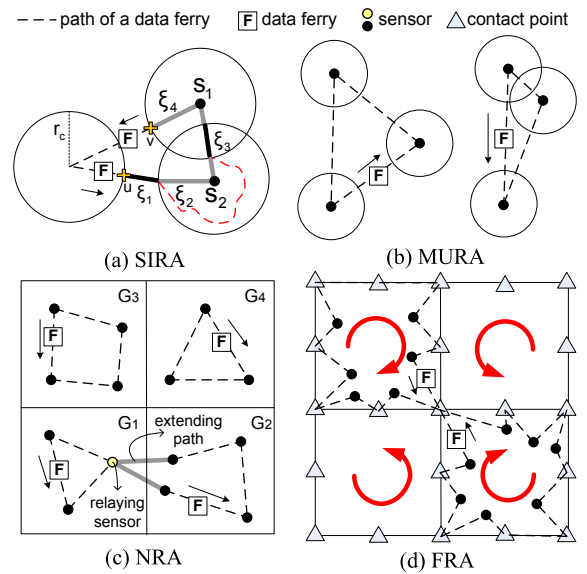 path of a data ferry F data ferry sensor contact point
S₁
ξ₄
F
r_c
v
ξ₃
F
u
ξ₁
ξ₂
S₂
(a) SIRA
F
F
(b) MURA
G₃
F
G₄
F
G₁
extending
path
G₂
F
relaying
sensor
F
(c) NRA
F
F
(d) FRA